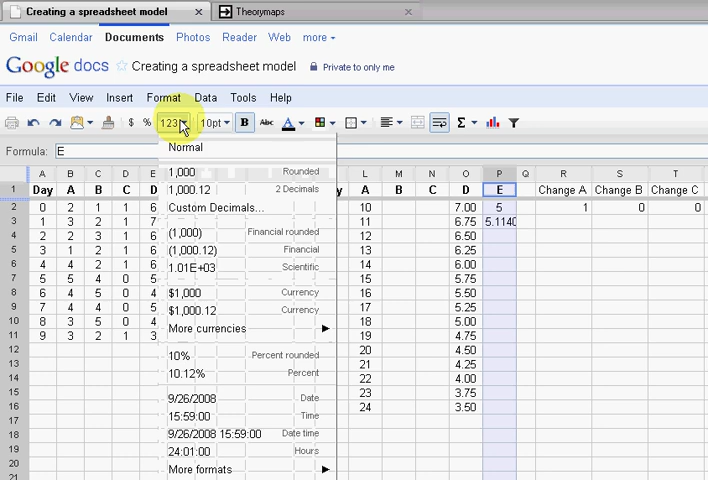 Creating a spreadsheet model
Theorymaps
Gmail Calendar Documents Photos Reader Web more
Google docs Creating a spreadsheet model Private to only me
File Edit View Insert Format Data Tools Help
$ % 123 10pt B Abc A Σ
Formula: E
Normal
1,000 Rounded
1,000.12 2 Decimals
Custom Decimals...
(1,000) Financial rounded
(1,000.12) Financial
1.01E+03 Scientific
$1,000 Currency
$1,000.12 Currency
More currencies
10% Percent rounded
10.12% Percent
9/26/2008 Date
15:59:00 Time
9/26/2008 15:59:00 Date time
24:01:00 Hours
More formats
A B C D E L M N O P Q R S T
1 Day A B C D y A B C D E Change A Change B Change C
2 0 2 1 1 6 10 7.00 5 1 0 0
3 1 3 2 1 7 11 6.75 5.1140
4 2 2 3 1 6 12 6.50
5 3 1 2 1 6 13 6.25
6 4 4 2 1 6 14 6.00
7 5 5 4 0 5 15 5.75
8 6 4 5 0 4 16 5.50
9 7 4 4 0 5 17 5.25
10 8 3 5 0 4 18 5.00
11 9 3 2 1 3 19 4.75
12 20 4.50
13 21 4.25
14 22 4.00
15 23 3.75
16 24 3.50
17
18
19
20
21